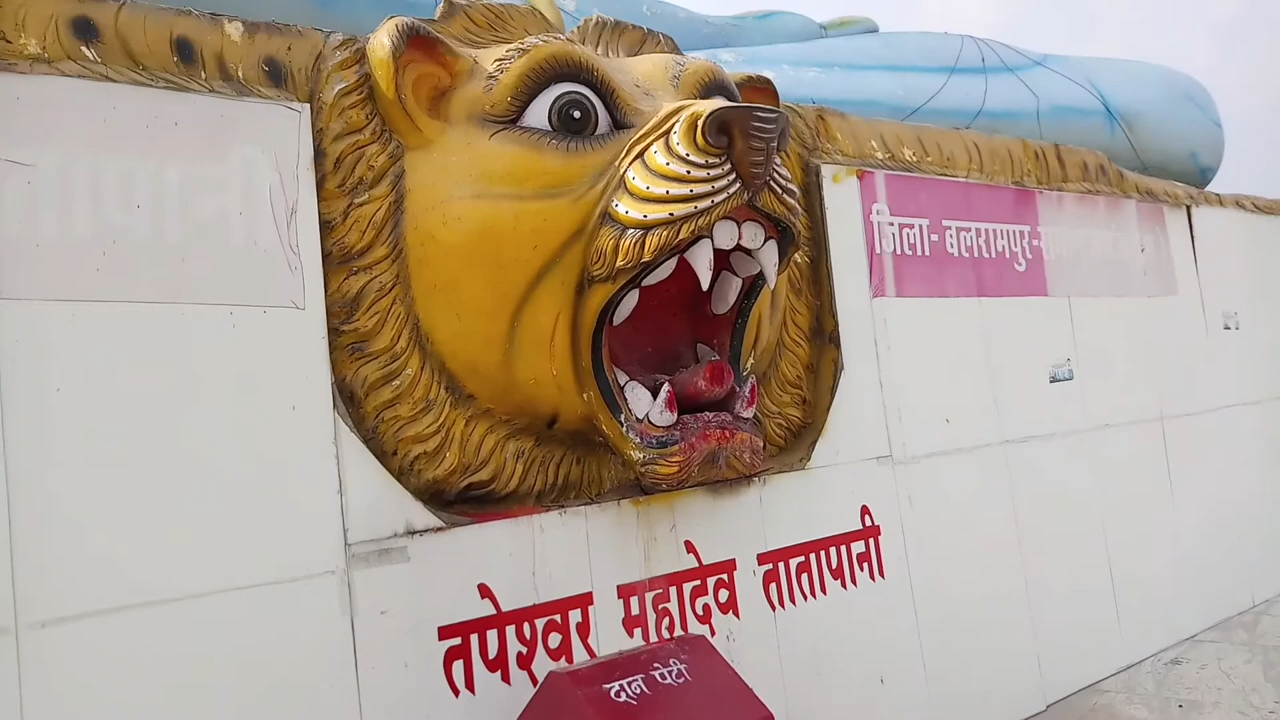 जिला- बलरामपुर-
तपेश्वर महादेव तातापानी
दान पेटी